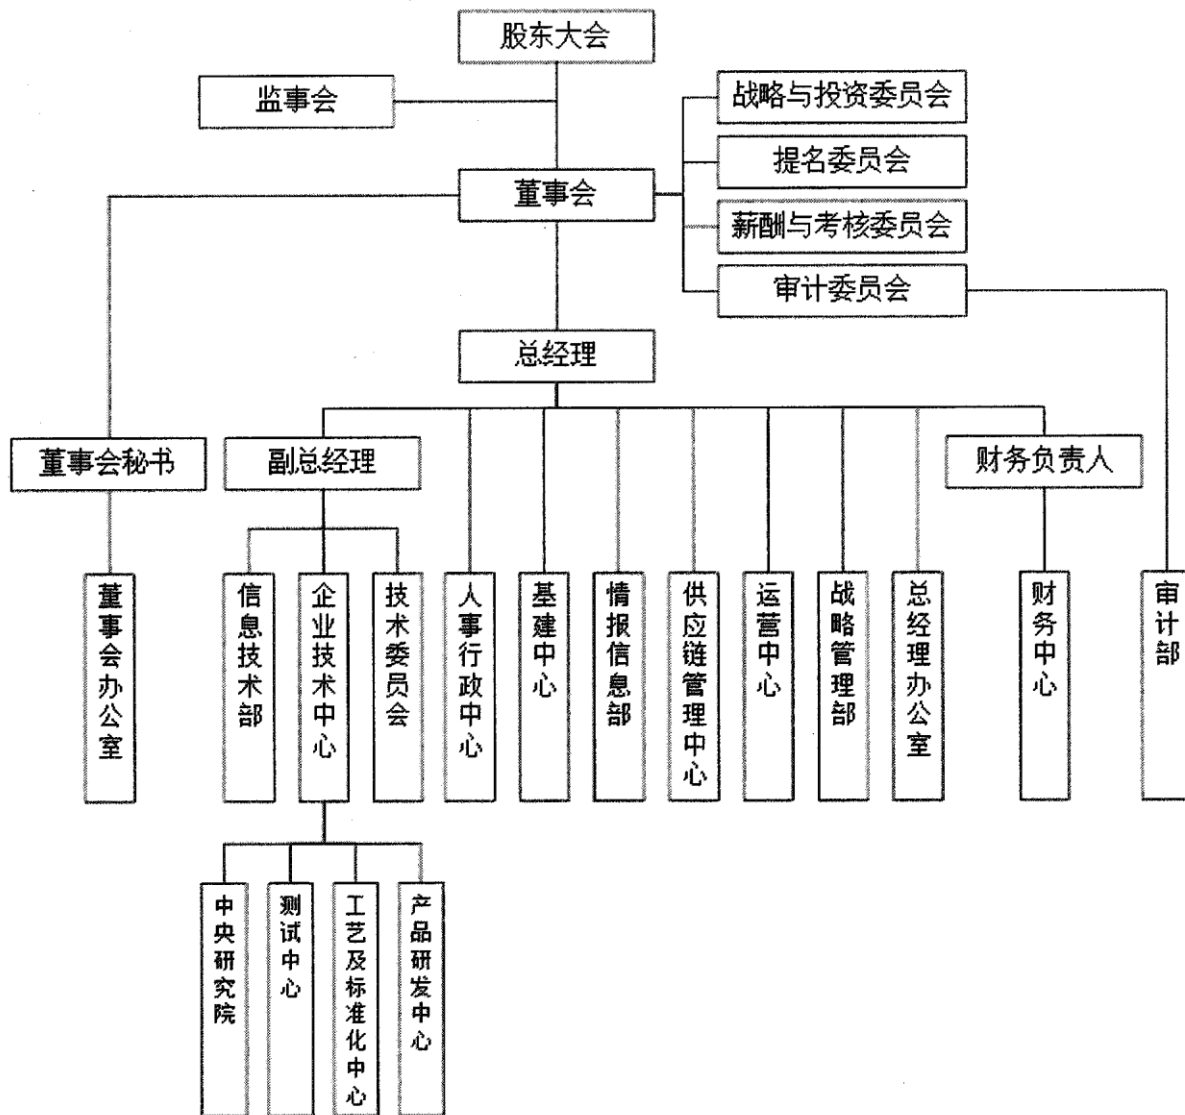 股东大会
监事会
战略与投资委员会
提名委员会
董事会
薪酬与考核委员会
审计委员会
总经理
董事会秘书
副总经理
财务负责人
董事会办公室
信息技术部
企业技术中心
技术委员会
人事行政中心
基建中心
情报信息部
供应链管理中心
运营中心
战略管理部
总经理办公室
财务中心
审计部
中央研究院
测试中心
工艺及标准化中心
产品研发中心